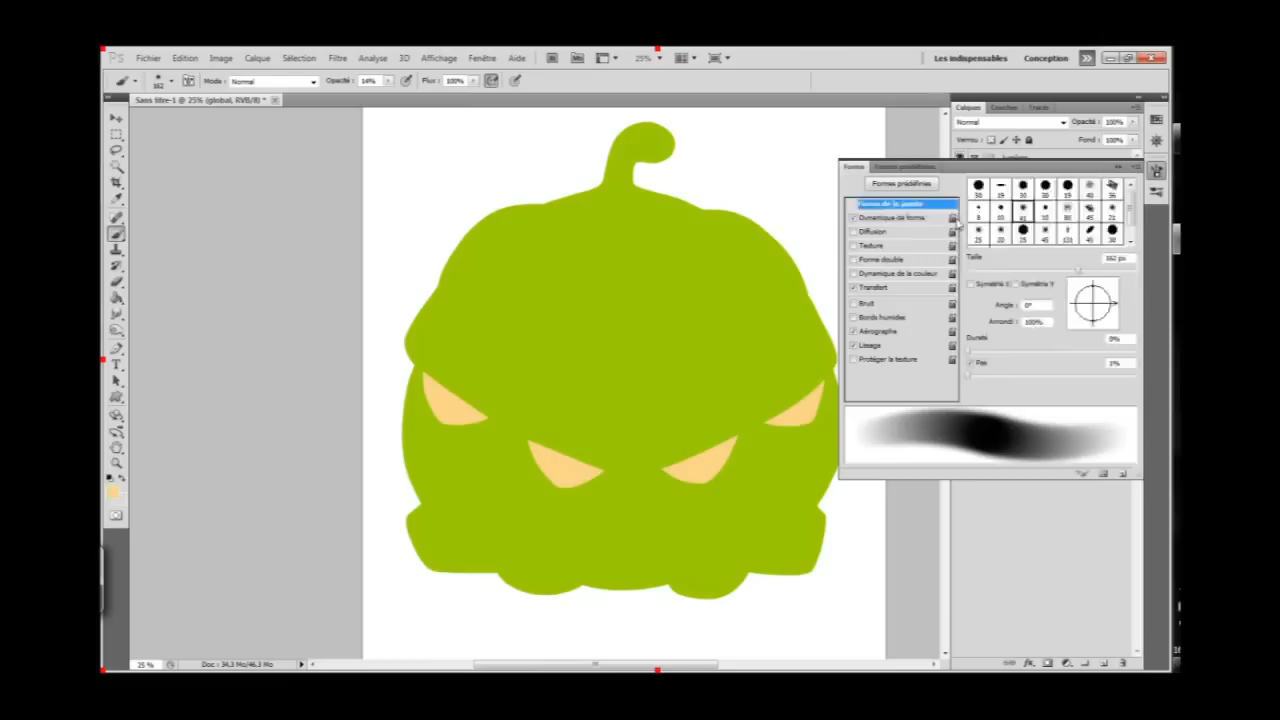 PS Fichier Edition Image Calque Sélection Filtre Analyse 3D Affichage Fenêtre Aide 25% Les indispensables Conception
162 Mode : Normal Opacité : 14% Flux : 100%
Sans titre-1 @ 25% (global, RVB/8) *
Calques Couches Tracés
Normal Opacité : 100%
Verrou : Fond : 100%
Forme Formes prédéfinies
Formes prédéfinies
Forme de la pointe
Dynamique de forme
Diffusion
Texture
Forme double
Dynamique de la couleur
Transfert
Bruit
Bords humides
Aérographe
Lissage
Protéger la texture
Taille 162 px
Symétrie X Symétrie Y
Angle : 0°
Arrondi : 100%
Dureté 0%
Pas 1%
25 % Doc : 34,3 Mo/46,3 Mo